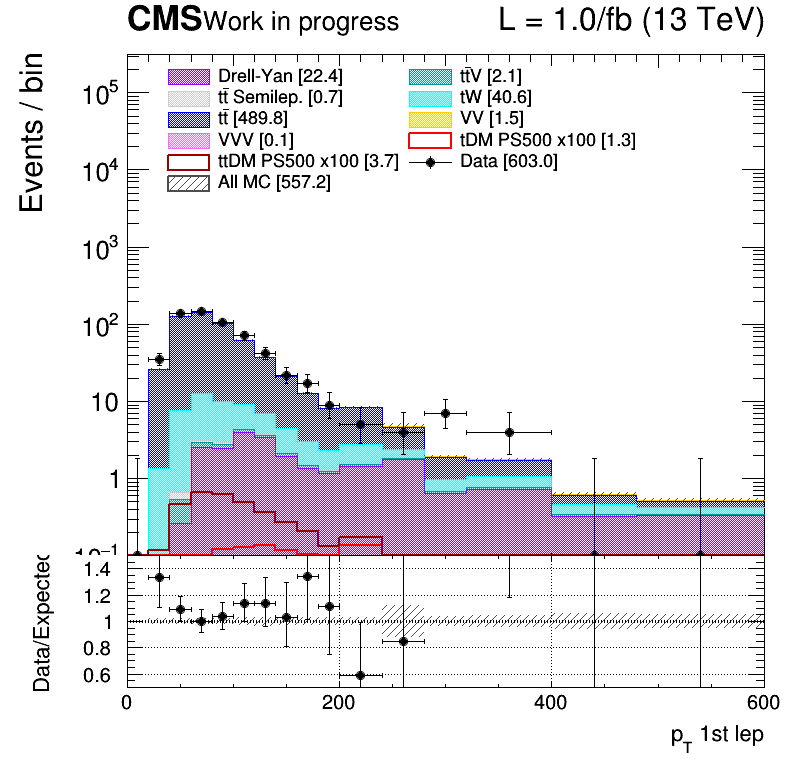 CMS Work in progress L = 1.0/fb (13 TeV)
Events / bin
Drell-Yan [22.4] tt̄V [2.1]
tt̄ Semilep. [0.7] tW [40.6]
tt̄ [489.8] VV [1.5]
VVV [0.1] tDM PS500 x100 [1.3]
ttDM PS500 x100 [3.7] Data [603.0]
All MC [557.2]
10⁵
10⁴
10³
10²
10
1
10⁻¹
Data/Expected
1.4
1.2
1
0.8
0.6
0 200 400 600
p_T 1st lep